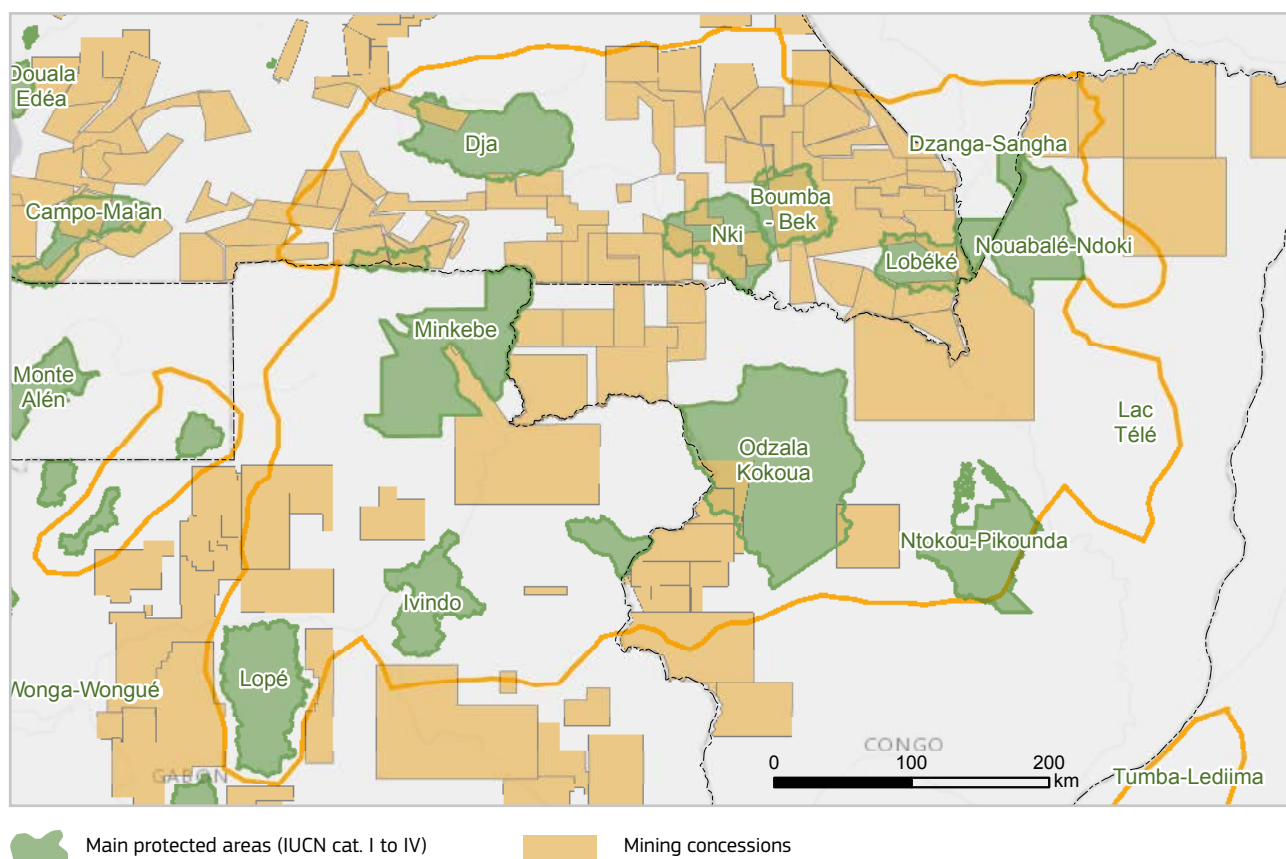 Douala
Edéa
Dja
Dzanga-Sangha
Campo-Ma'an
Boumba
- Bek
Nki
Lobéké
Nouabalé-Ndoki
Minkebe
Monte
Alén
Lac
Télé
Odzala
Kokoua
Ntokou-Pikounda
Ivindo
Lopé
Wonga-Wongué
GABON
CONGO
0 100 200
km
Tumba-Lediima
Main protected areas (IUCN cat. I to IV)
Mining concessions